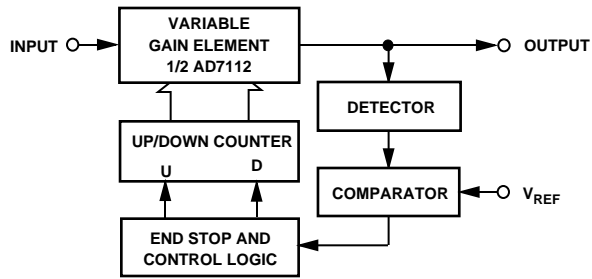 VARIABLE
GAIN ELEMENT
1/2 AD7112
INPUT
OUTPUT
DETECTOR
UP/DOWN COUNTER
U D
COMPARATOR
VREF
END STOP AND
CONTROL LOGIC